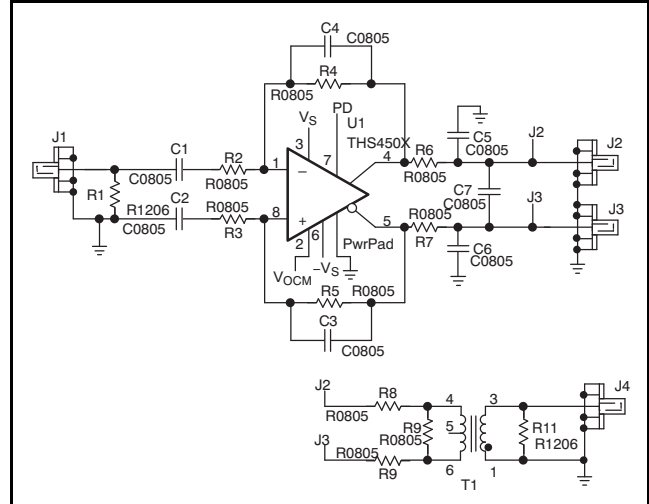 C4
C0805
R4
R0805
PD
U1
VS
THS450X
J1
C1
R2
3
7
4
R6
C5
C0805
J2
J2
1
−
C0805
R0805
R0805
C7
C0805
J3
J3
R1
R1206
C2
C0805
R0805
R3
8
+
2
6
5
PwrPad
R0805
R7
C6
C0805
VOCM
−VS
R5
R0805
C3
C0805
J2
R8
R0805
4
3
J4
R9
R0805
5
R11
R1206
J3
R0805
R9
6
1
T1